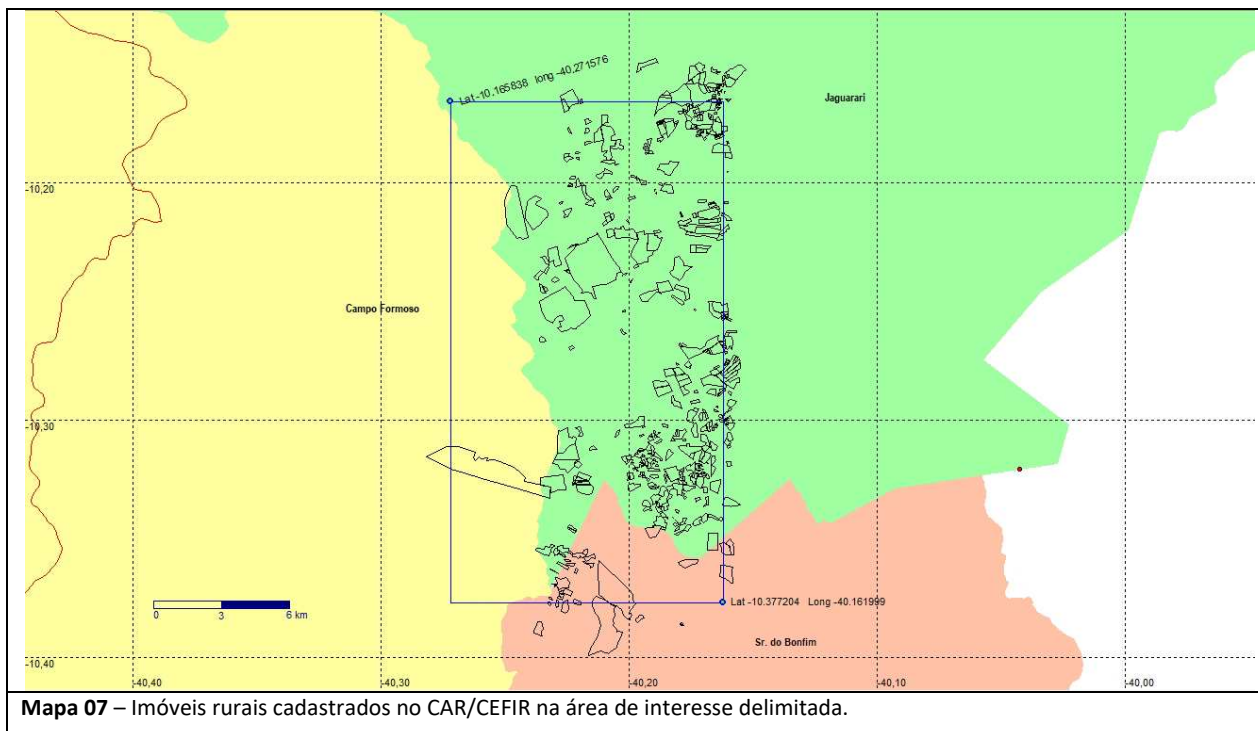 Lat -10,165838 long -40,271576
Jaguarari
-10,20
Campo Formoso
-10,30
0 3 6 km
Lat -10.377204 Long -40.161999
Sr. do Bonfim
-10,40
-40,40 -40,30 -40,20 -40,10 -40,00
Mapa 07 – Imóveis rurais cadastrados no CAR/CEFIR na área de interesse delimitada.